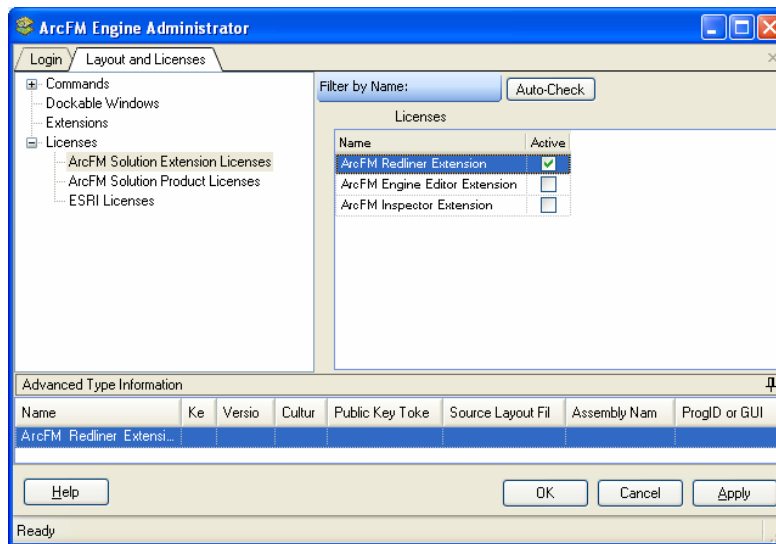 ArcFM Engine Administrator
Login Layout and Licenses
Commands
Dockable Windows
Extensions
Licenses
ArcFM Solution Extension Licenses
ArcFM Solution Product Licenses
ESRI Licenses
Filter by Name: Auto-Check
Licenses
Name Active
ArcFM Redliner Extension
ArcFM Engine Editor Extension
ArcFM Inspector Extension
Advanced Type Information
Name Ke Versio Cultur Public Key Toke Source Layout Fil Assembly Nam ProgID or GUI
ArcFM Redliner Extensi...
Help OK Cancel Apply
Ready